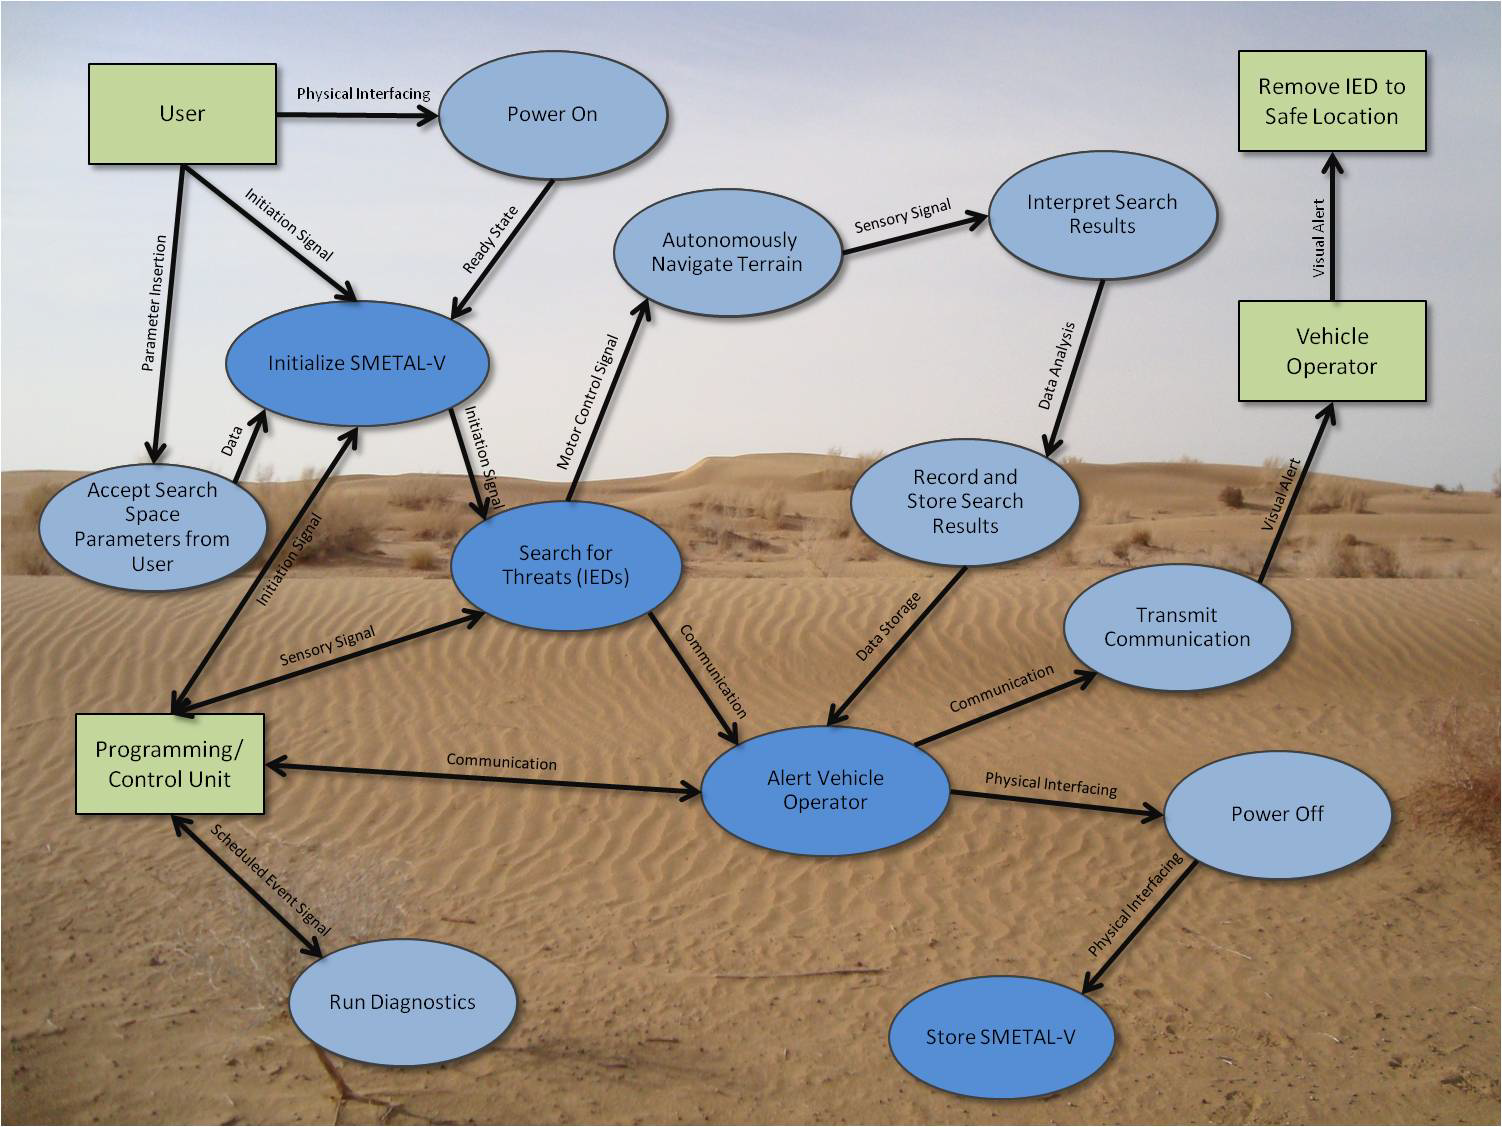 User
Physical Interfacing
Power On
Remove IED to
Safe Location
Initiation Signal
Ready State
Parameter Insertion
Autonomously
Navigate Terrain
Sensory Signal
Interpret Search
Results
Visual Alert
Initialize SMETAL-V
Vehicle
Operator
Motor Control Signal
Data Analysis
Data
Initiation Signal
Accept Search
Space
Parameters from
User
Initiation Signal
Search for
Threats (IEDs)
Record and
Store Search
Results
Visual Alert
Sensory Signal
Communication
Data Storage
Transmit
Communication
Communication
Programming/
Control Unit
Communication
Alert Vehicle
Operator
Physical Interfacing
Power Off
Scheduled Event Signal
Physical Interfacing
Run Diagnostics
Store SMETAL-V